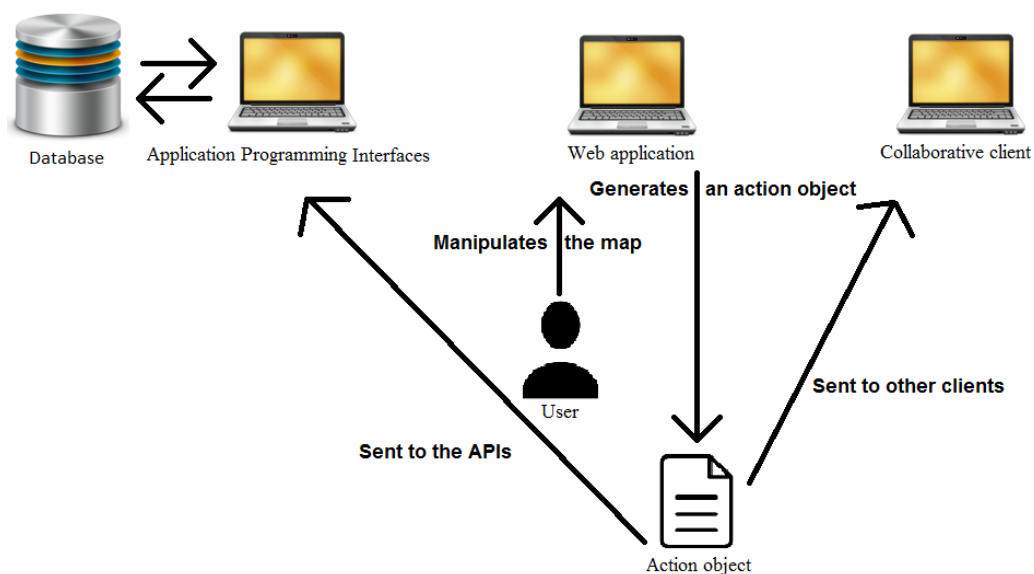 Database
Application Programming Interfaces
Web application
Collaborative client
Generates an action object
Manipulates the map
User
Sent to other clients
Sent to the APIs
Action object